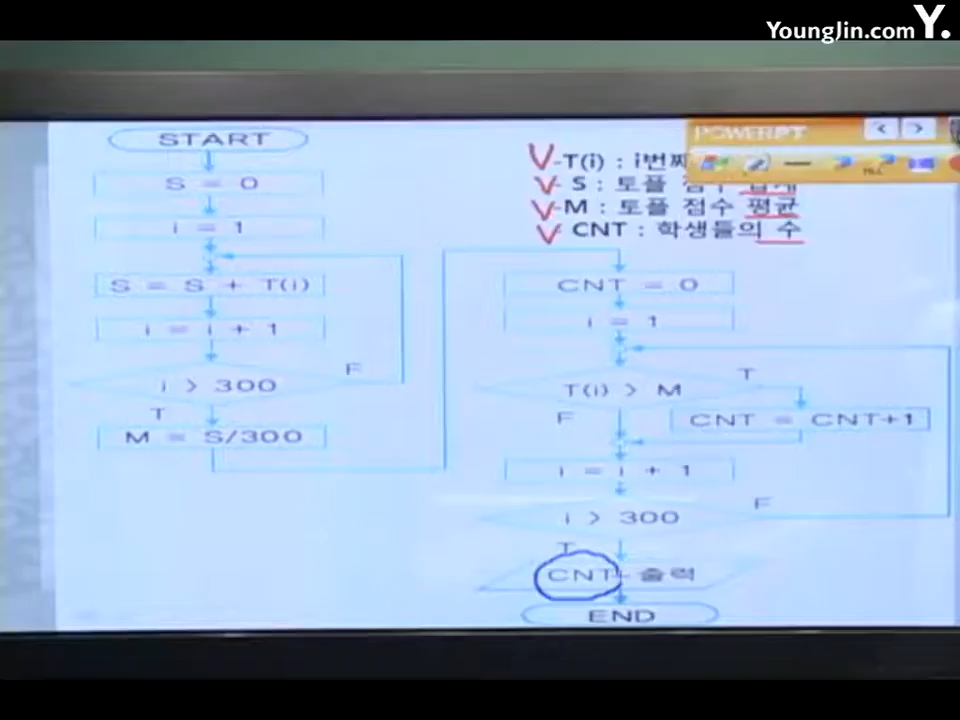 YoungJin.com Y.
POWERPT
START
S = 0
i = 1
S = S + T(i)
i = i + 1
i > 300
F
T
M = S/300
V-T(i) : i번째
V- S : 토플 점수
V-M : 토플 점수 평균
V- CNT : 학생들의 수
CNT = 0
i = 1
T(i) > M
T
F
CNT = CNT+1
i = i + 1
i > 300
F
T
CNT 출력
END